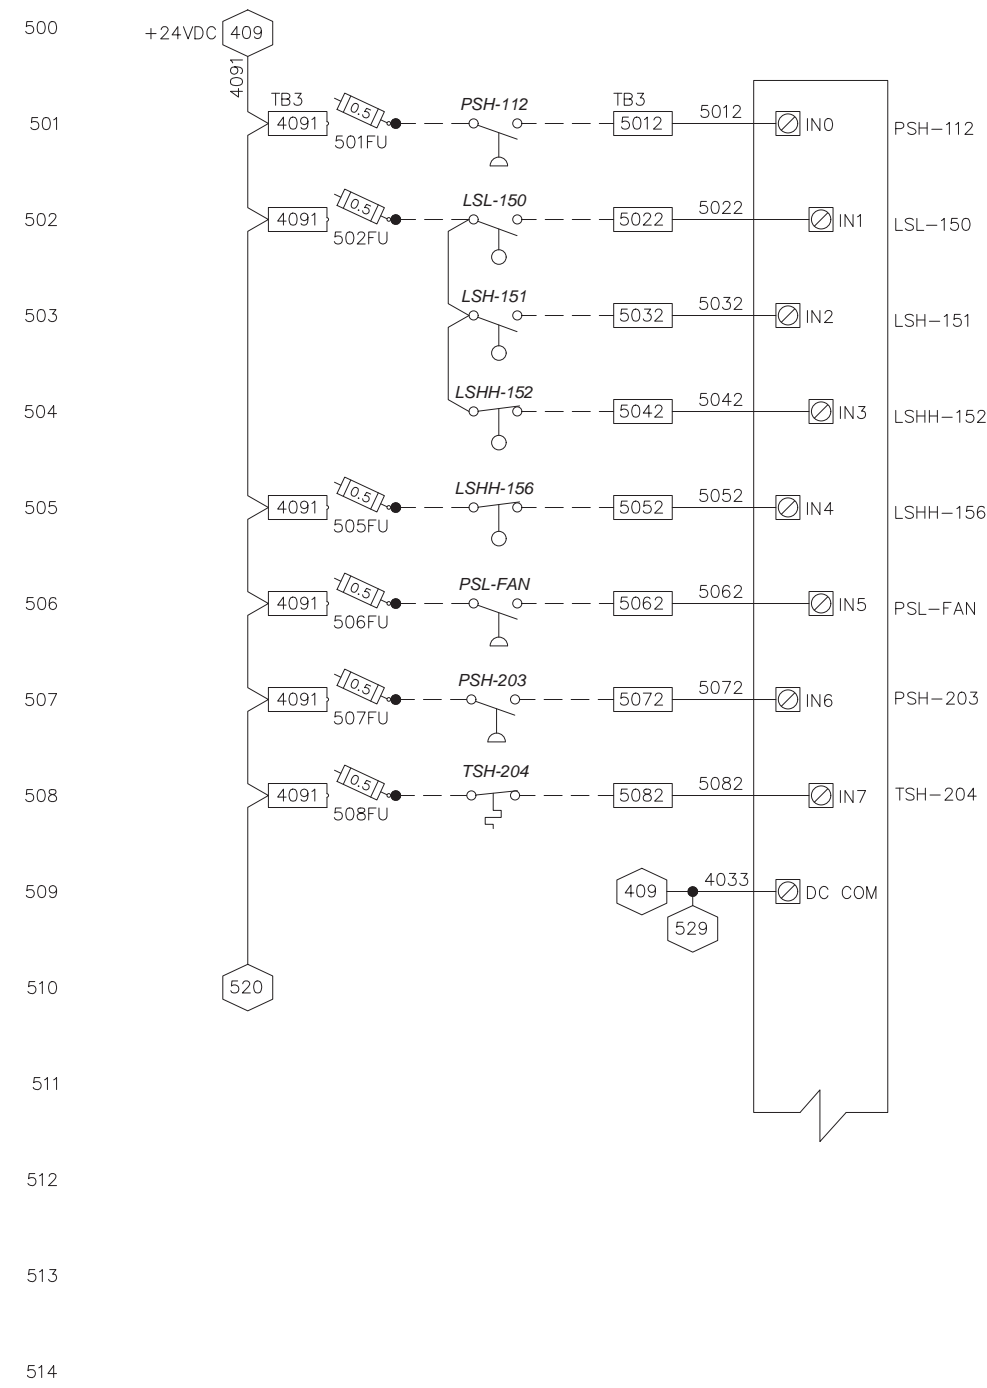 500
+24VDC 409
4091
TB3 0.5 PSH-112 TB3
501 4091 501FU 5012 5012 IN0 PSH-112
0.5 LSL-150
502 4091 502FU 5022 5022 IN1 LSL-150
LSH-151
503 5032 5032 IN2 LSH-151
LSHH-152
504 5042 5042 IN3 LSHH-152
0.5 LSHH-156
505 4091 505FU 5052 5052 IN4 LSHH-156
0.5 PSL-FAN
506 4091 506FU 5062 5062 IN5 PSL-FAN
0.5 PSH-203
507 4091 507FU 5072 5072 IN6 PSH-203
0.5 TSH-204
508 4091 508FU 5082 5082 IN7 TSH-204
509 409 4033 DC COM
529
510 520
511
512
513
514